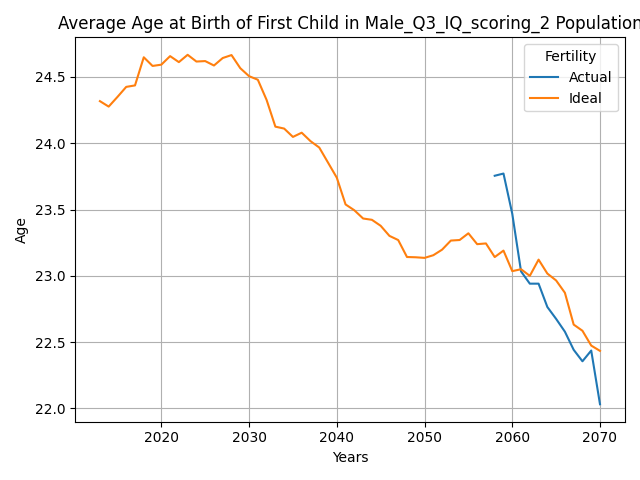 Average Age at Birth of First Child in Male_Q3_IQ_scoring_2 Population
Fertility
Actual
Ideal
24.5
24.0
23.5
23.0
22.5
22.0
Age
2020
2030
2040
2050
2060
2070
Years